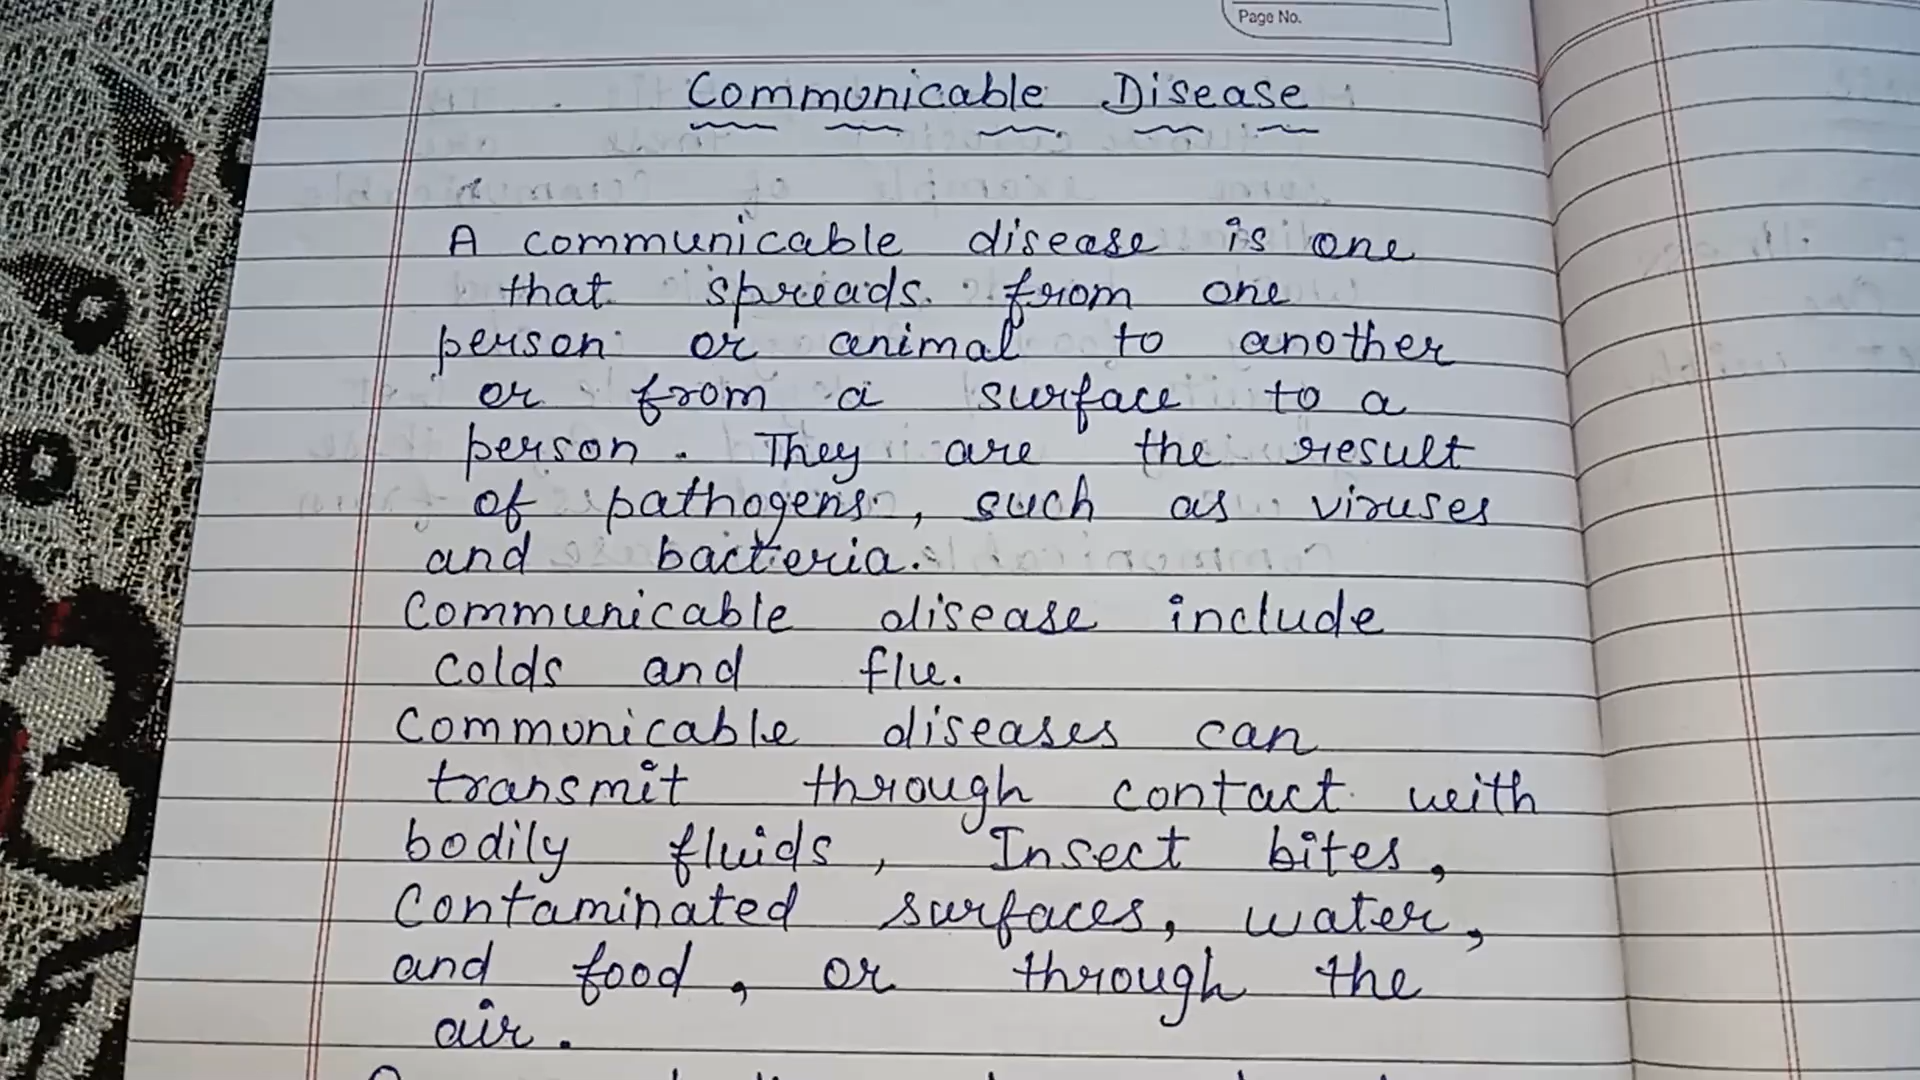 Page No.
Communicable Disease
A communicable disease is one
that spreads from one
person or animal to another
or from a surface to a
person. They are the result
of pathogens, such as viruses
and bacteria.
Communicable disease include
colds and flu.
Communicable diseases can
transmit through contact with
bodily fluids, Insect bites,
Contaminated surfaces, water,
and food, or through the
air.